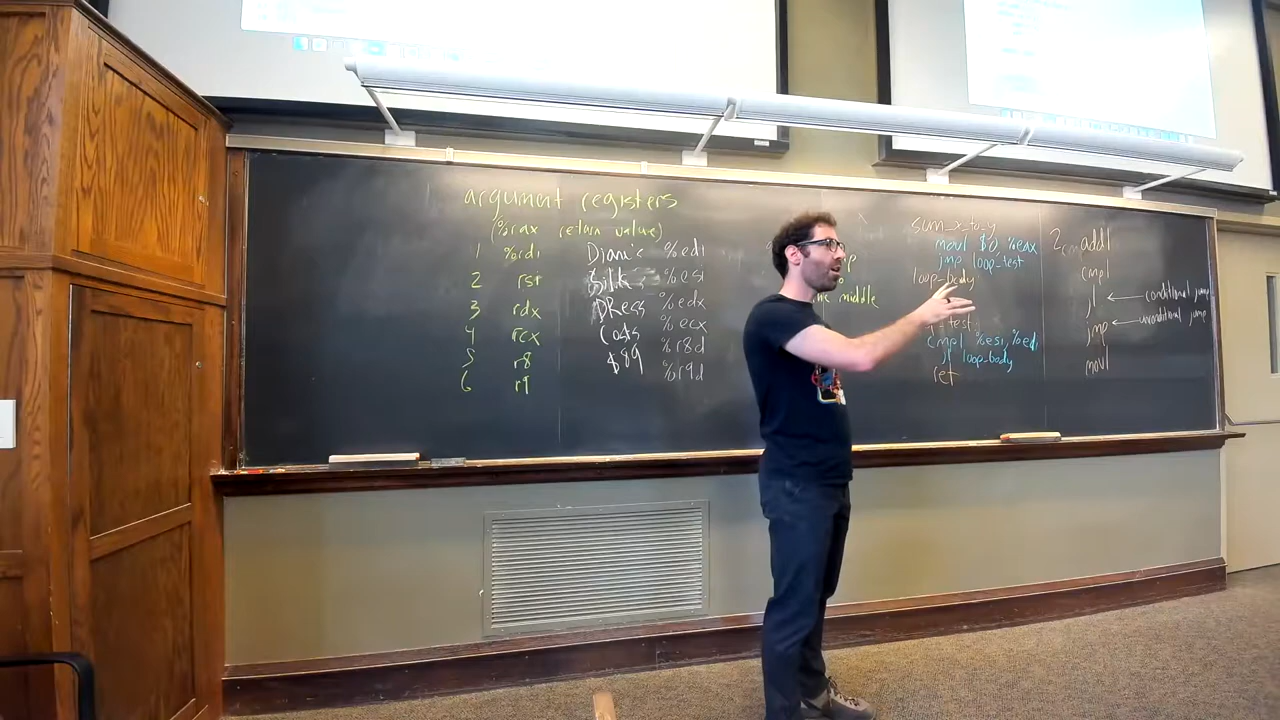 argument registers
(%rax return value)
1 %rdi Diane's %edi
2 rsi Silk %esi
3 rdx DRess %edx
4 rcx Costs %ecx
5 r8 $89 %r8d
6 r9 %r9d
middle
sum_x_to_y
movl $0, %eax
jmp loop_test
loop_body
test:
cmpl %esi, %edi
jl loop_body
ret
2 addl
cmpl
jl ← conditional jump
jmp ← unconditional jump
movl